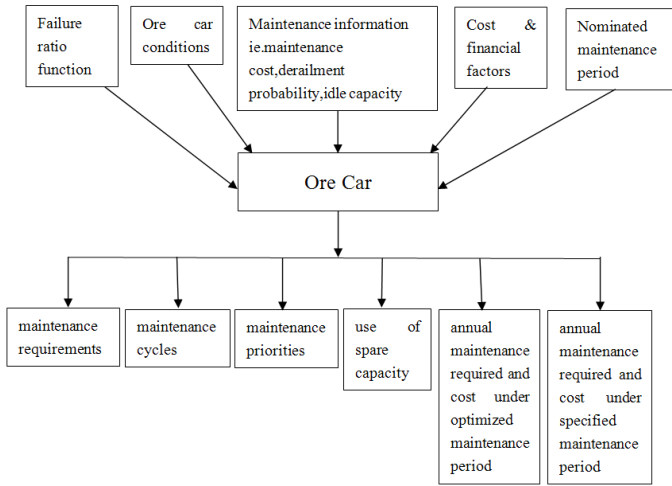 Failure
ratio
function
Ore car
conditions
Maintenance information
ie.maintenance
cost,derailment
probability,idle capacity
Cost &
financial
factors
Nominated
maintenance
period
Ore Car
maintenance
requirements
maintenance
cycles
maintenance
priorities
use of
spare
capacity
annual
maintenance
required and
cost under
optimized
maintenance
period
annual
maintenance
required and
cost under
specified
maintenance
period